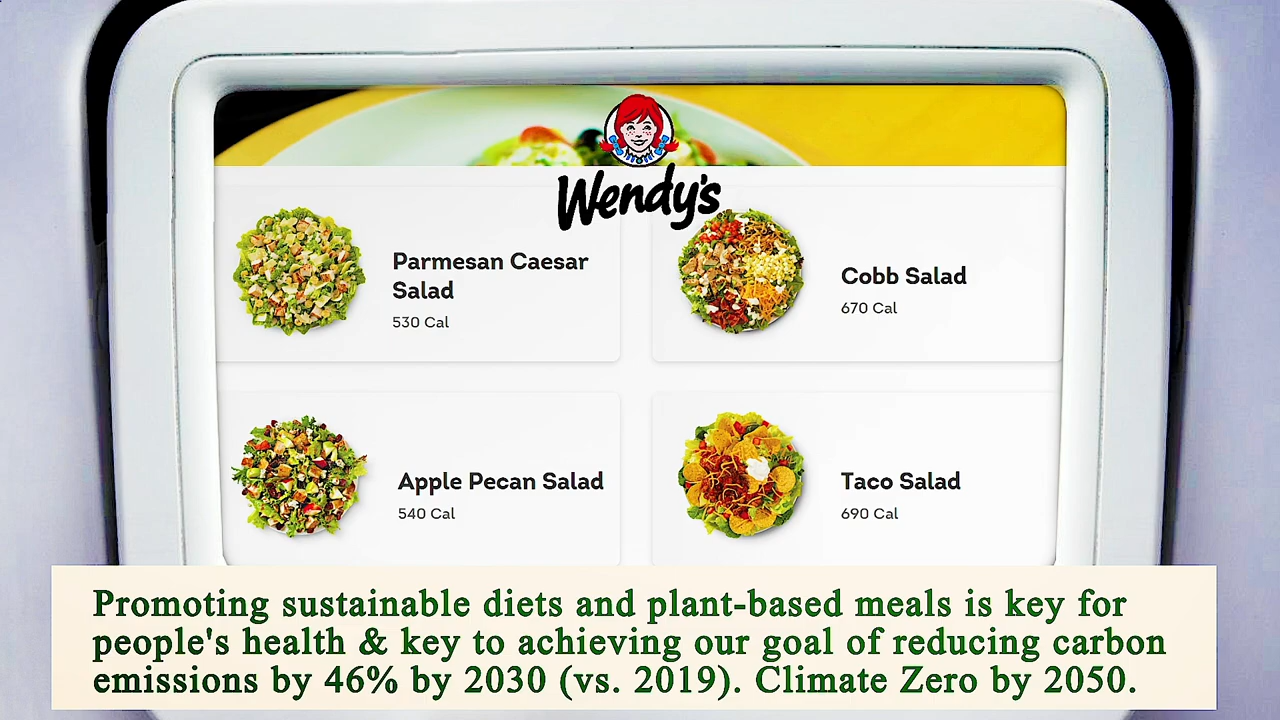 Wendy's
Parmesan Caesar
Salad
530 Cal
Cobb Salad
670 Cal
Apple Pecan Salad
540 Cal
Taco Salad
690 Cal
Promoting sustainable diets and plant-based meals is key for
people's health & key to achieving our goal of reducing carbon
emissions by 46% by 2030 (vs. 2019). Climate Zero by 2050.